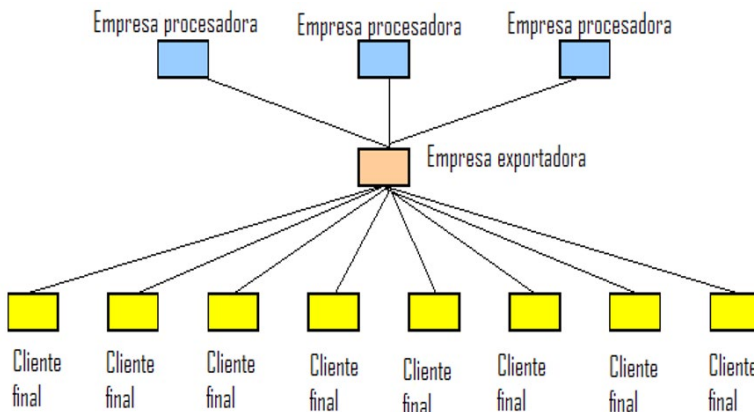 Empresa procesadora
Empresa procesadora
Empresa procesadora
Empresa exportadora
Cliente
final
Cliente
final
Cliente
final
Cliente
final
Cliente
final
Cliente
final
Cliente
final
Cliente
final